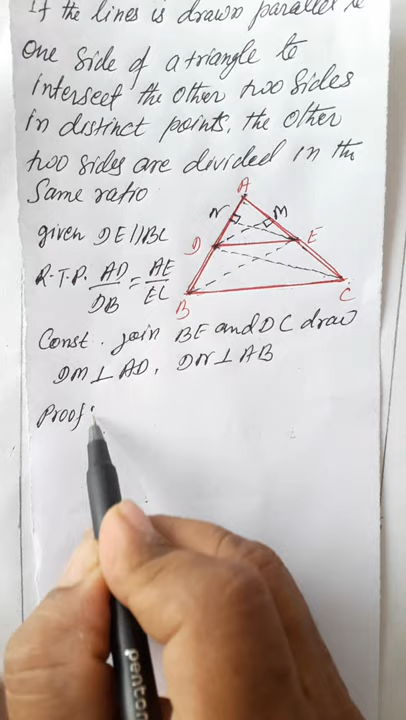 If the lines is drawn parallel to
One side of a triangle to
intersect the other two sides
in distinct points, the other
two sides are divided in the
Same ratio
given DE||BC
R.T.P. AD/DB = AE/EC
A
N
M
D
E
B
C
Const. join BE and DC draw
DM ⊥ AD, DN ⊥ AB
Proof:
penton